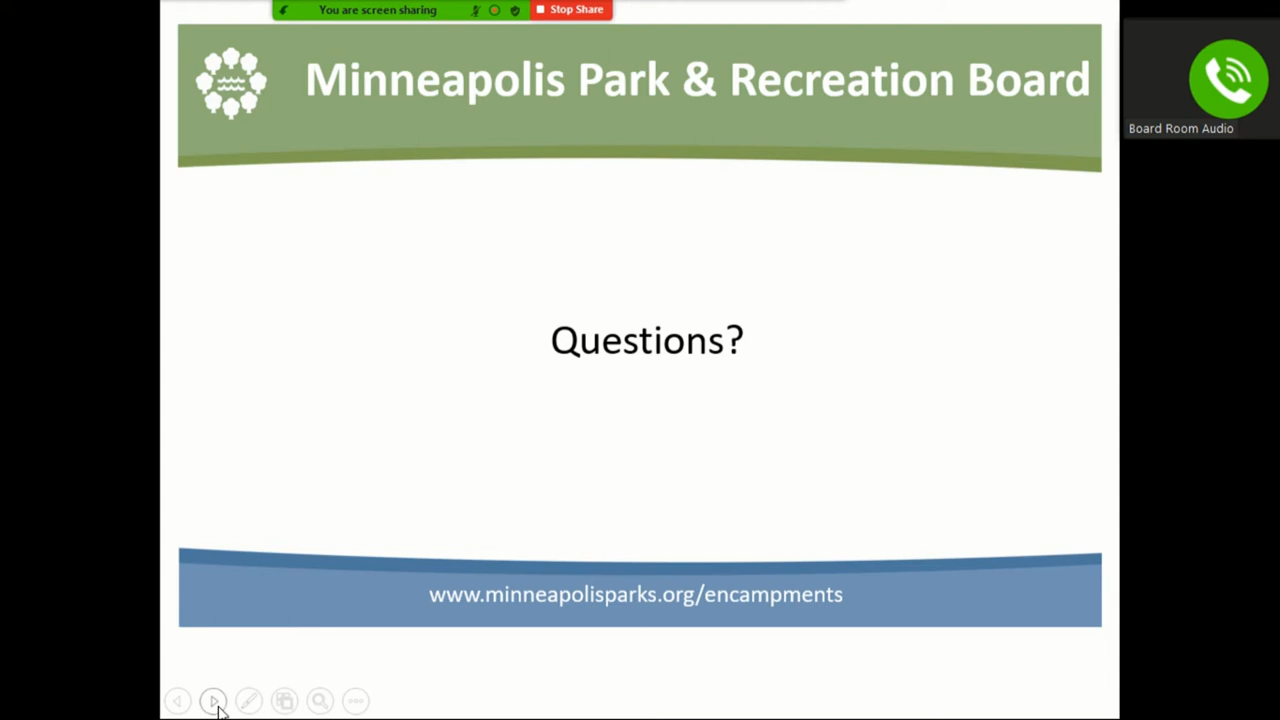 You are screen sharing
Stop Share
Minneapolis Park & Recreation Board
Board Room Audio
Questions?
www.minneapolisparks.org/encampments